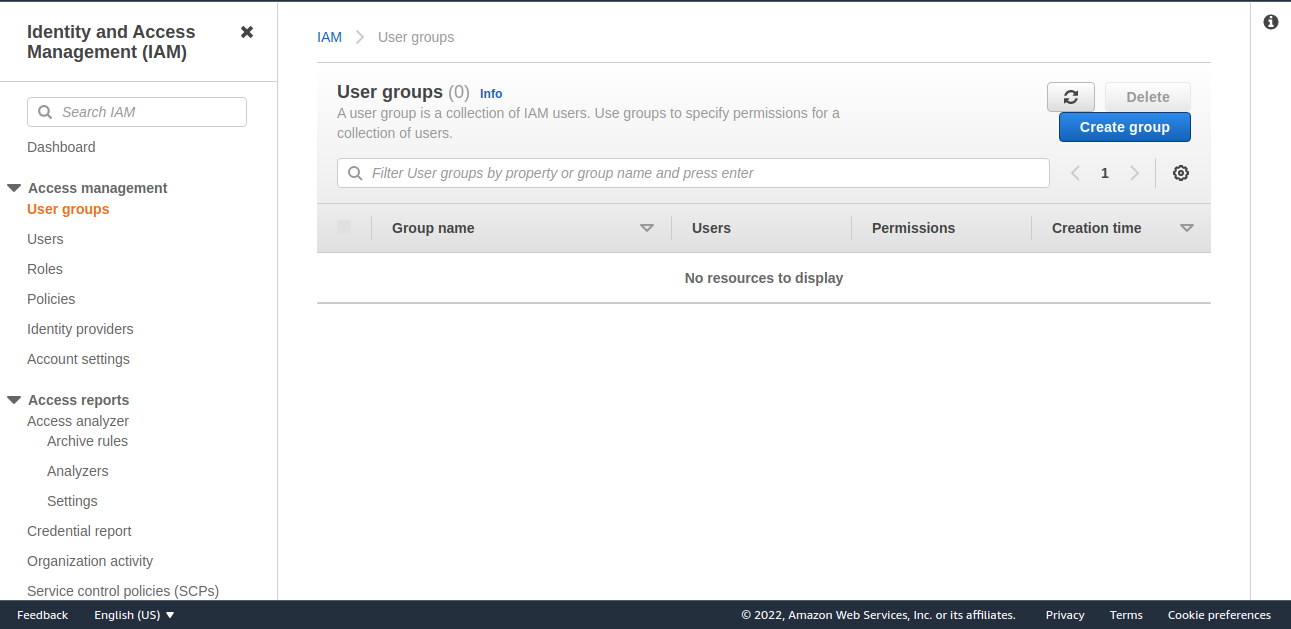 Identity and Access
Management (IAM)
Search IAM
Dashboard
Access management
User groups
Users
Roles
Policies
Identity providers
Account settings
Access reports
Access analyzer
Archive rules
Analyzers
Settings
Credential report
Organization activity
Service control policies (SCPs)
IAM User groups
User groups (0) Info
A user group is a collection of IAM users. Use groups to specify permissions for a
collection of users.
Delete
Create group
Filter User groups by property or group name and press enter
1
Group name Users Permissions Creation time
No resources to display
Feedback English (US) © 2022, Amazon Web Services, Inc. or its affiliates. Privacy Terms Cookie preferences